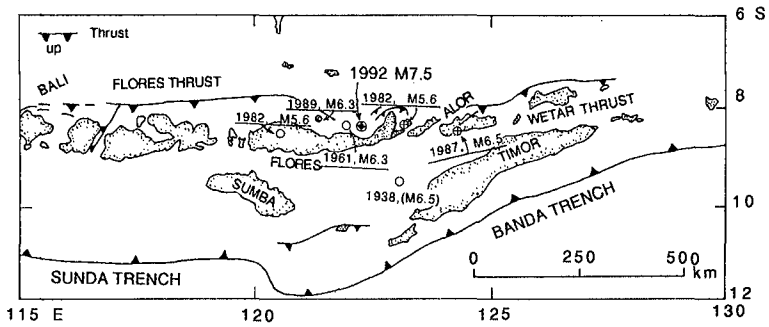 6 S
Thrust
up
BALI
FLORES THRUST
1992 M7.5
1989, M6.3
1982, M5.6
1982, M5.6
ALOR
8
WETAR THRUST
FLORES
1961, M6.3
1987, M6.5
TIMOR
SUMBA
1938, (M6.5)
10
BANDA TRENCH
SUNDA TRENCH
0 250 500
km
12
115 E 120 125 130